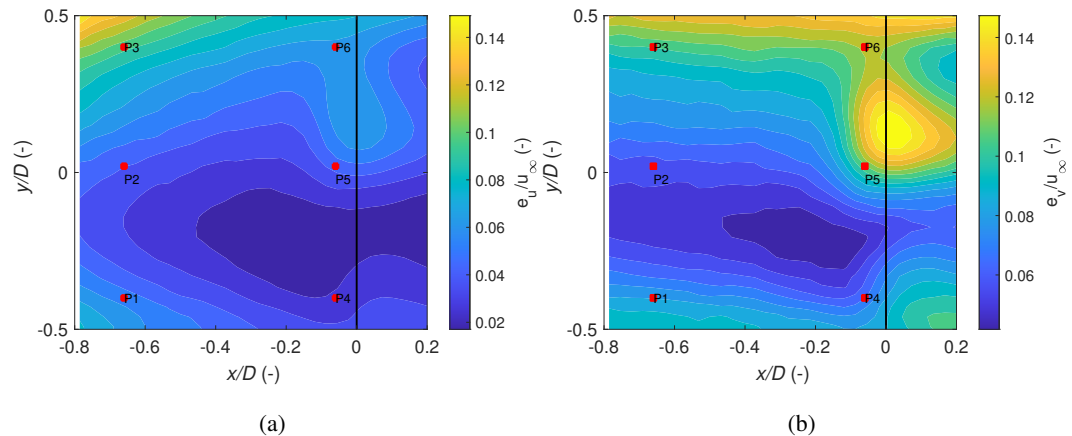 0.5
P3
P6
P2
P5
P1
P4
0
-0.5
-0.8
-0.6
-0.4
-0.2
0
0.2
x/D (-)
y/D (-)
0.14
0.12
0.1
0.08
0.06
0.04
0.02
e_u/u_∞ (-)
(a)
0.5
P3
P6
P2
P5
P1
P4
0
-0.5
-0.8
-0.6
-0.4
-0.2
0
0.2
x/D (-)
y/D (-)
0.14
0.12
0.1
0.08
0.06
e_v/u_∞ (-)
(b)